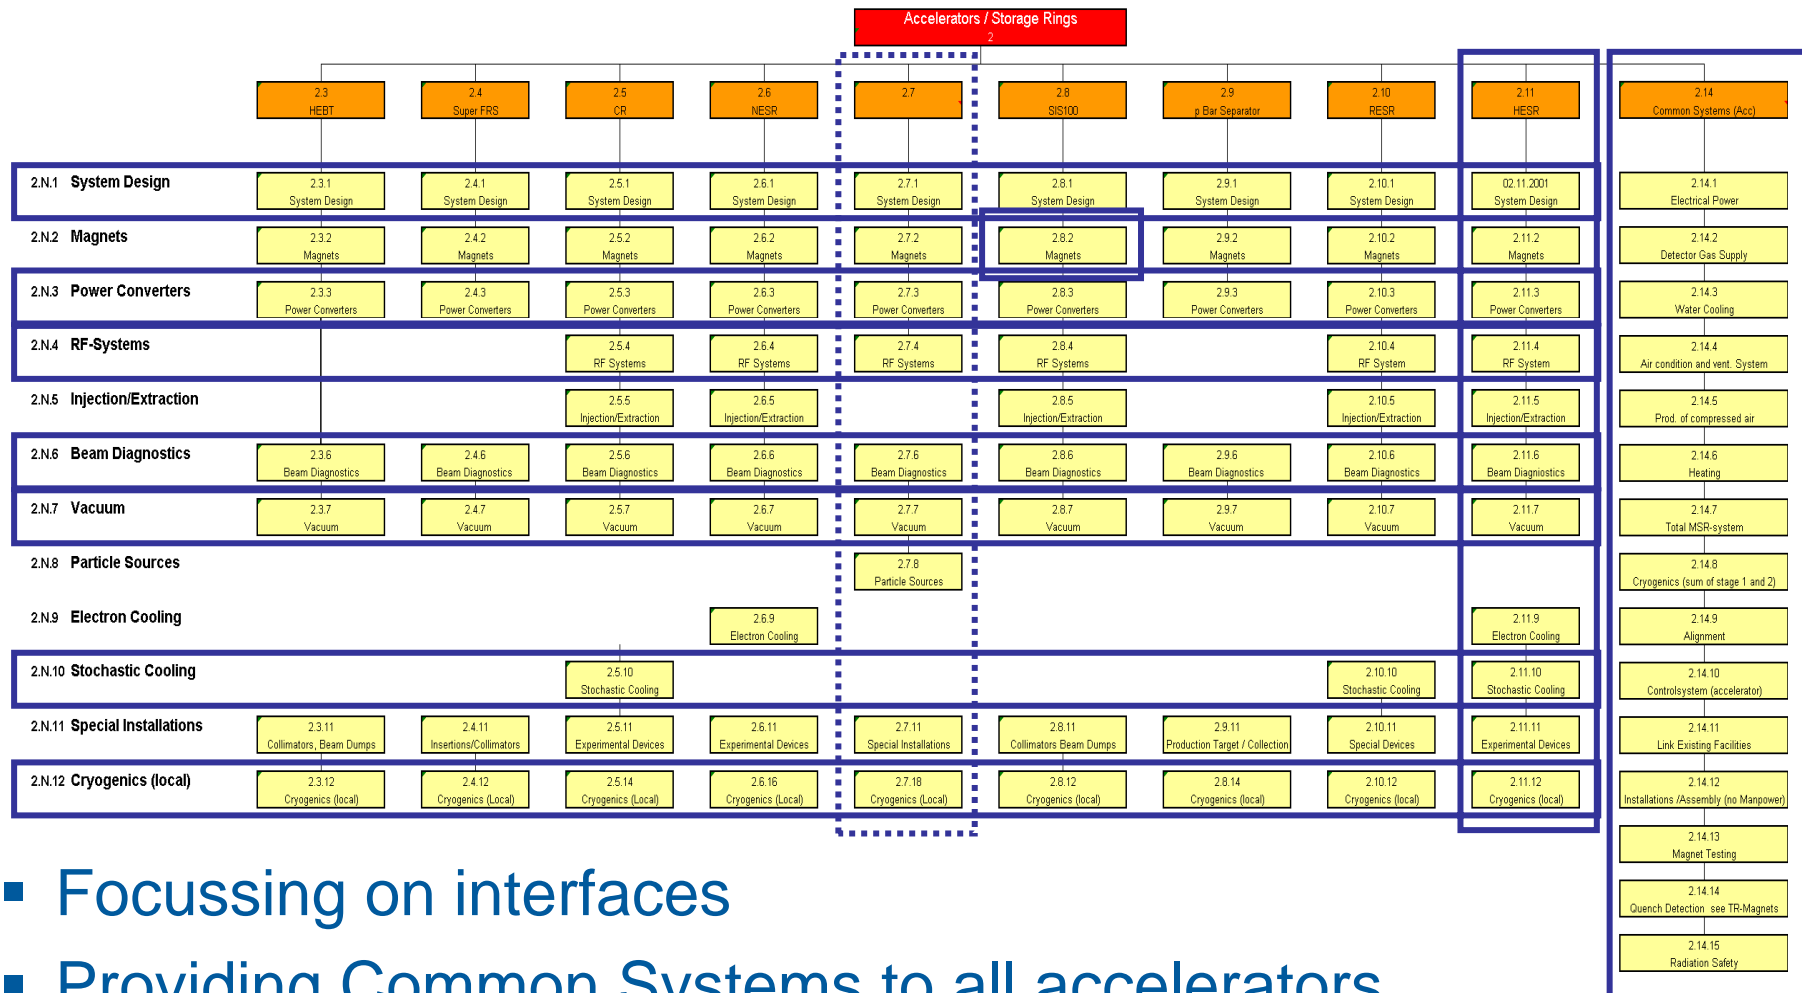 Accelerators / Storage Rings
2
2.3 2.4 2.5 2.6 2.7 2.8 2.9 2.10 2.11 2.14
HEBT Super FRS CR NESR SIS100 p Bar Separator RESR HESR Common Systems (Acc)
2.N.1 System Design 2.3.1 2.4.1 2.5.1 2.6.1 2.7.1 2.8.1 2.9.1 2.10.1 02.11.2001 2.14.1
System Design System Design System Design System Design System Design System Design System Design System Design System Design Electrical Power
2.N.2 Magnets 2.3.2 2.4.2 2.5.2 2.6.2 2.7.2 2.8.2 2.9.2 2.10.2 2.11.2 2.14.2
Magnets Magnets Magnets Magnets Magnets Magnets Magnets Magnets Magnets Detector Gas Supply
2.N.3 Power Converters 2.3.3 2.4.3 2.5.3 2.6.3 2.7.3 2.8.3 2.9.3 2.10.3 2.11.3 2.14.3
Power Converters Power Converters Power Converters Power Converters Power Converters Power Converters Power Converters Power Converters Power Converters Water Cooling
2.N.4 RF-Systems 2.5.4 2.6.4 2.7.4 2.8.4 2.10.4 2.11.4 2.14.4
RF Systems RF Systems RF Systems RF Systems RF System RF System Air condition and vent. System
2.N.5 Injection/Extraction 2.5.5 2.6.5 2.8.5 2.10.5 2.11.5 2.14.5
Injection/Extraction Injection/Extraction Injection/Extraction Injection/Extraction Injection/Extraction Prod. of compressed air
2.N.6 Beam Diagnostics 2.3.6 2.4.6 2.5.6 2.6.6 2.7.6 2.8.6 2.9.6 2.10.6 2.11.6 2.14.6
Beam Diagnostics Beam Diagnostics Beam Diagnostics Beam Diagnostics Beam Diagnostics Beam Diagnostics Beam Diagnostics Beam Diagnostics Beam Diagniostics Heating
2.N.7 Vacuum 2.3.7 2.4.7 2.5.7 2.6.7 2.7.7 2.8.7 2.9.7 2.10.7 2.11.7 2.14.7
Vacuum Vacuum Vacuum Vacuum Vacuum Vacuum Vacuum Vacuum Vacuum Total MSR-system
2.N.8 Particle Sources 2.7.8 2.14.8
Particle Sources Cryogenics (sum of stage 1 and 2)
2.N.9 Electron Cooling 2.6.9 2.11.9 2.14.9
Electron Cooling Electron Cooling Alignment
2.N.10 Stochastic Cooling 2.5.10 2.10.10 2.11.10 2.14.10
Stochastic Cooling Stochastic Cooling Stochastic Cooling Controlsystem (accelerator)
2.N.11 Special Installations 2.3.11 2.4.11 2.5.11 2.6.11 2.7.11 2.8.11 2.9.11 2.10.11 2.11.11 2.14.11
Collimators, Beam Dumps Insertions/Collimators Experimental Devices Experimental Devices Special Installations Collimators Beam Dumps Production Target / Collection Special Devices Experimental Devices Link Existing Facilities
2.N.12 Cryogenics (local) 2.3.12 2.4.12 2.5.14 2.6.16 2.7.18 2.8.12 2.8.14 2.10.12 2.11.12 2.14.12
Cryogenics (local) Cryogenics (Local) Cryogenics (Local) Cryogenics (Local) Cryogenics (Local) Cryogenics (local) Cryogenics (local) Cryogenics (local) Cryogenics (local) Installations /Assembly (no Manpower)
2.14.13
Magnet Testing
2.14.14
Quench Detection see TR-Magnets
2.14.15
Radiation Safety
▪ Focussing on interfaces
▪ Providing Common Systems to all accelerators